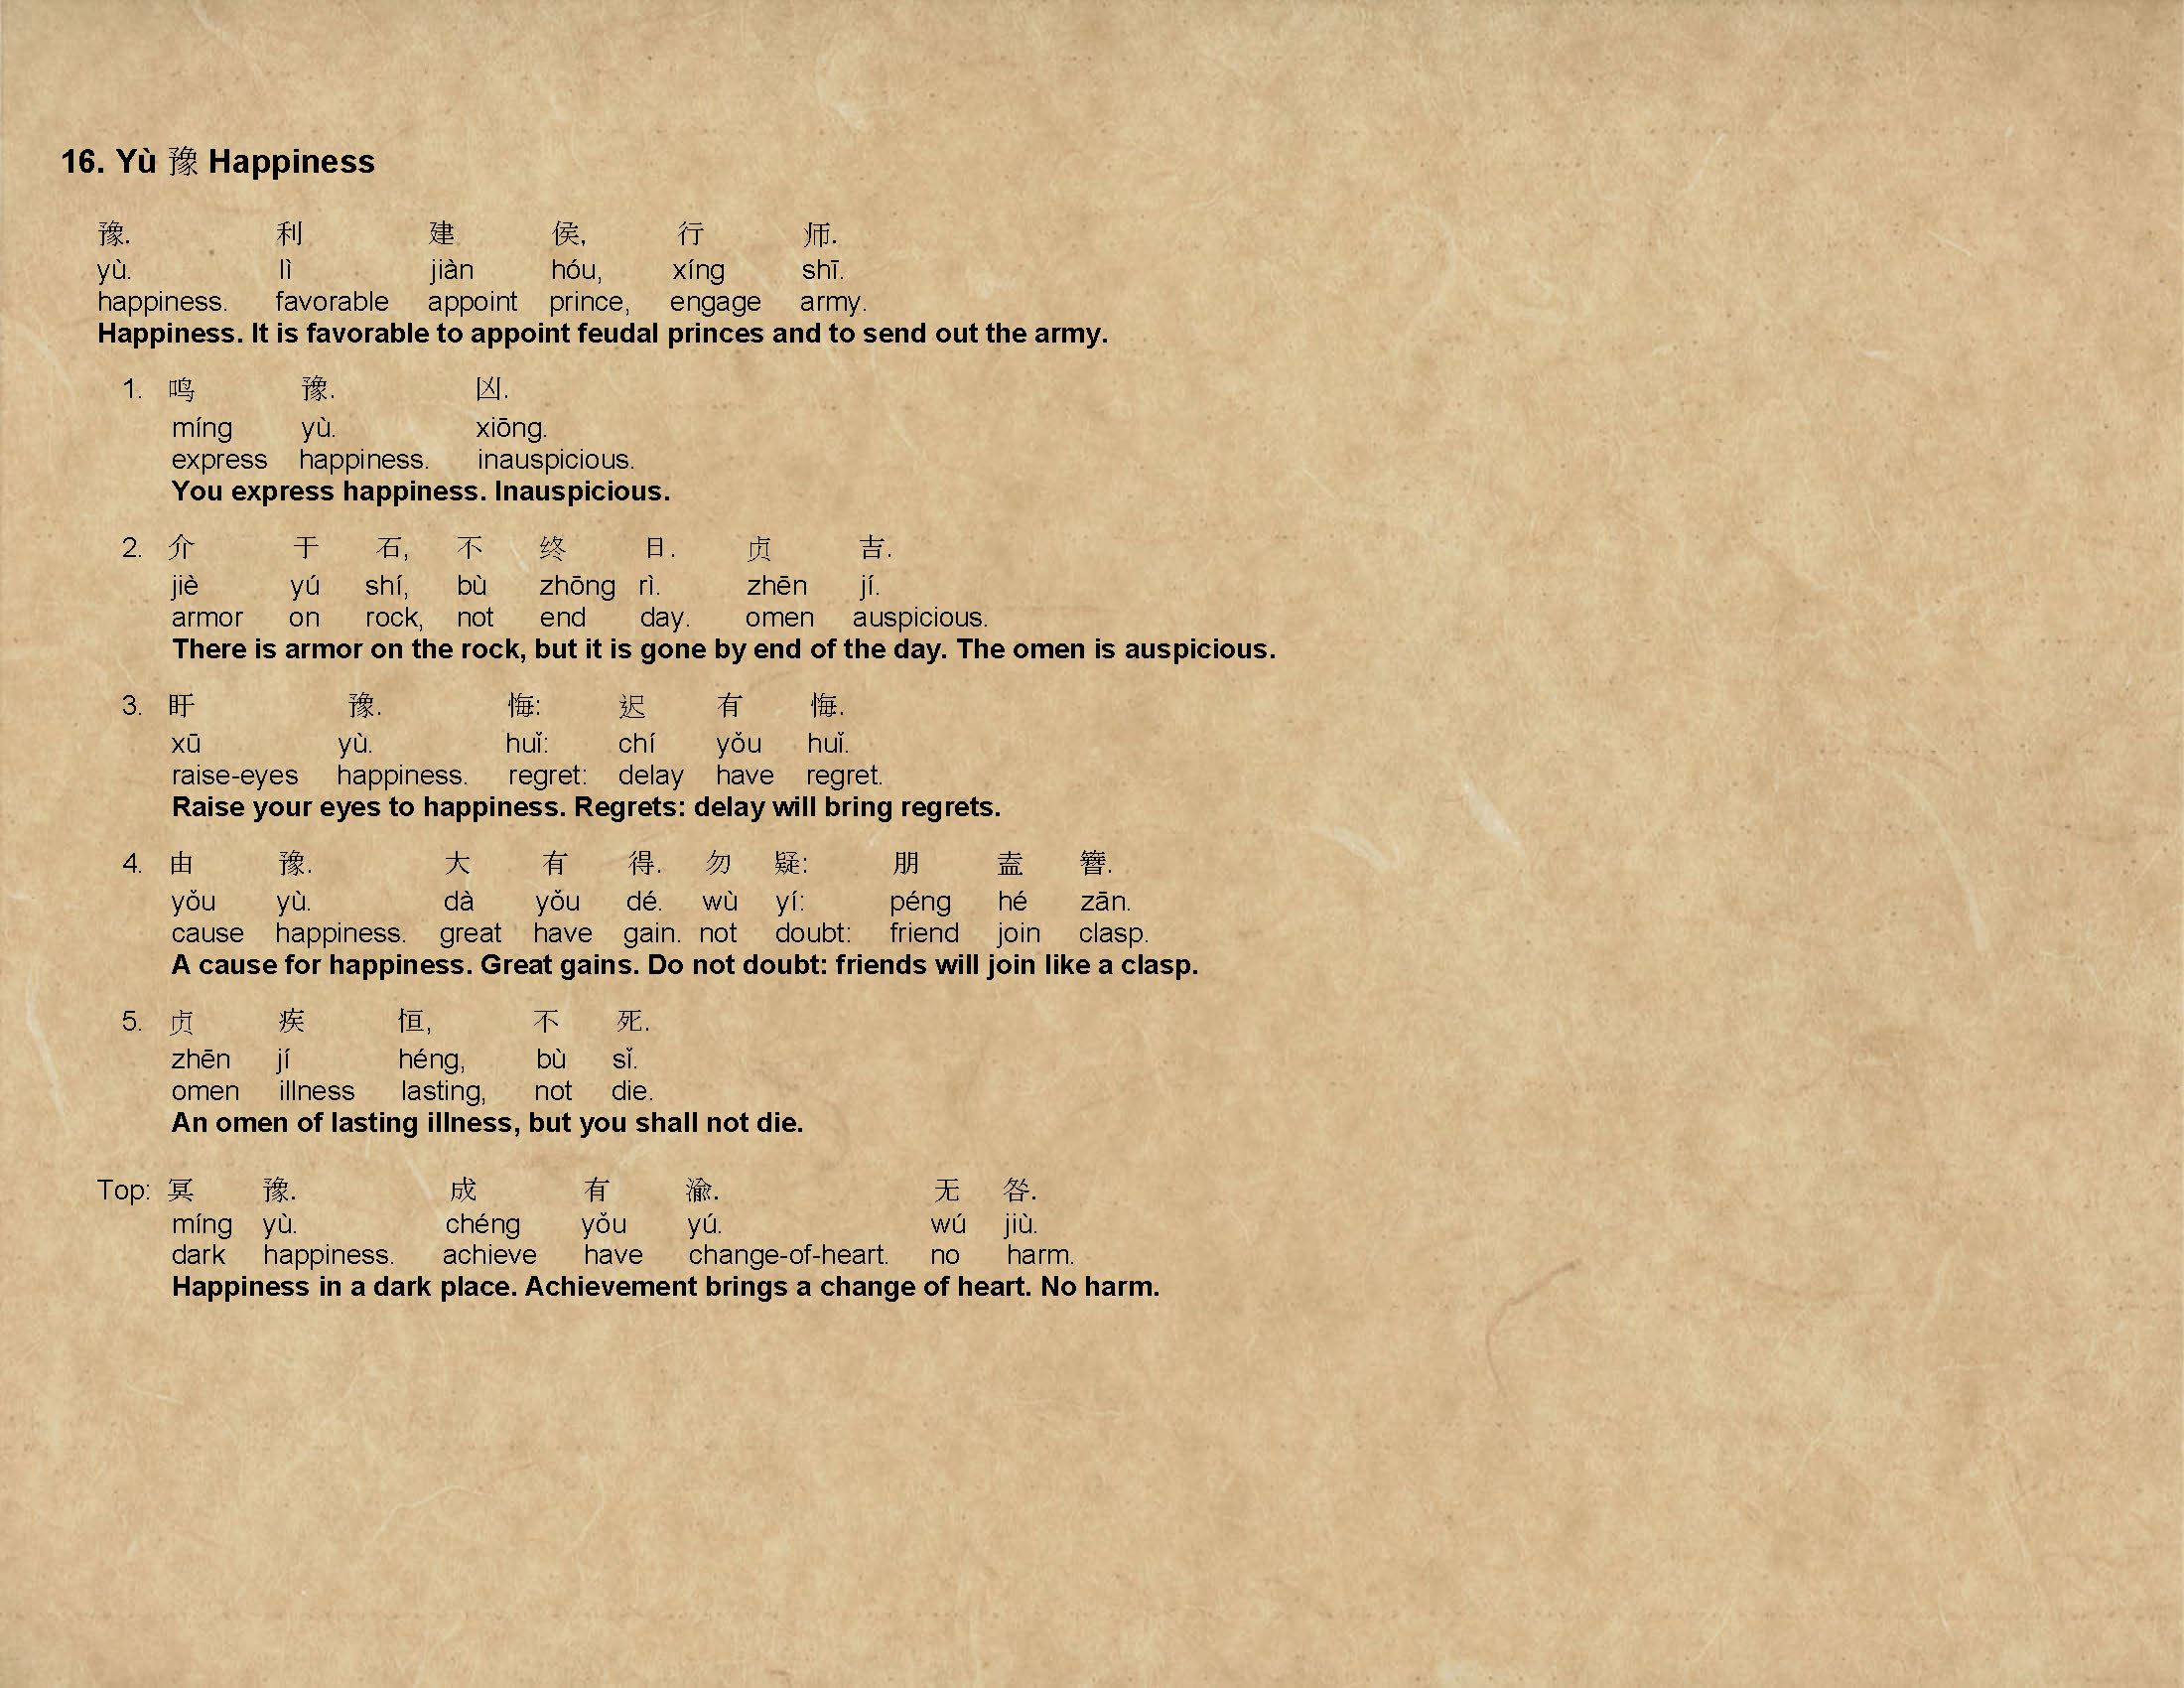 16. Yù 豫 Happiness
豫. 利 建 侯, 行 师.
yù. lì jiàn hóu, xíng shī.
happiness. favorable appoint prince, engage army.
Happiness. It is favorable to appoint feudal princes and to send out the army.
1. 鸣 豫. 凶.
míng yù. xiōng.
express happiness. inauspicious.
You express happiness. Inauspicious.
2. 介 于 石, 不 终 日. 贞 吉.
jiè yú shí, bù zhōng rì. zhēn jí.
armor on rock, not end day. omen auspicious.
There is armor on the rock, but it is gone by end of the day. The omen is auspicious.
3. 盱 豫. 悔: 迟 有 悔.
xū yù. huǐ: chí yǒu huǐ.
raise-eyes happiness. regret: delay have regret.
Raise your eyes to happiness. Regrets: delay will bring regrets.
4. 由 豫. 大 有 得. 勿 疑: 朋 盍 簪.
yǒu yù. dà yǒu dé. wù yí: péng hé zān.
cause happiness. great have gain. not doubt: friend join clasp.
A cause for happiness. Great gains. Do not doubt: friends will join like a clasp.
5. 贞 疾 恒, 不 死.
zhēn jí héng, bù sǐ.
omen illness lasting, not die.
An omen of lasting illness, but you shall not die.
Top: 冥 豫. 成 有 渝. 无 咎.
míng yù. chéng yǒu yú. wú jiù.
dark happiness. achieve have change-of-heart. no harm.
Happiness in a dark place. Achievement brings a change of heart. No harm.